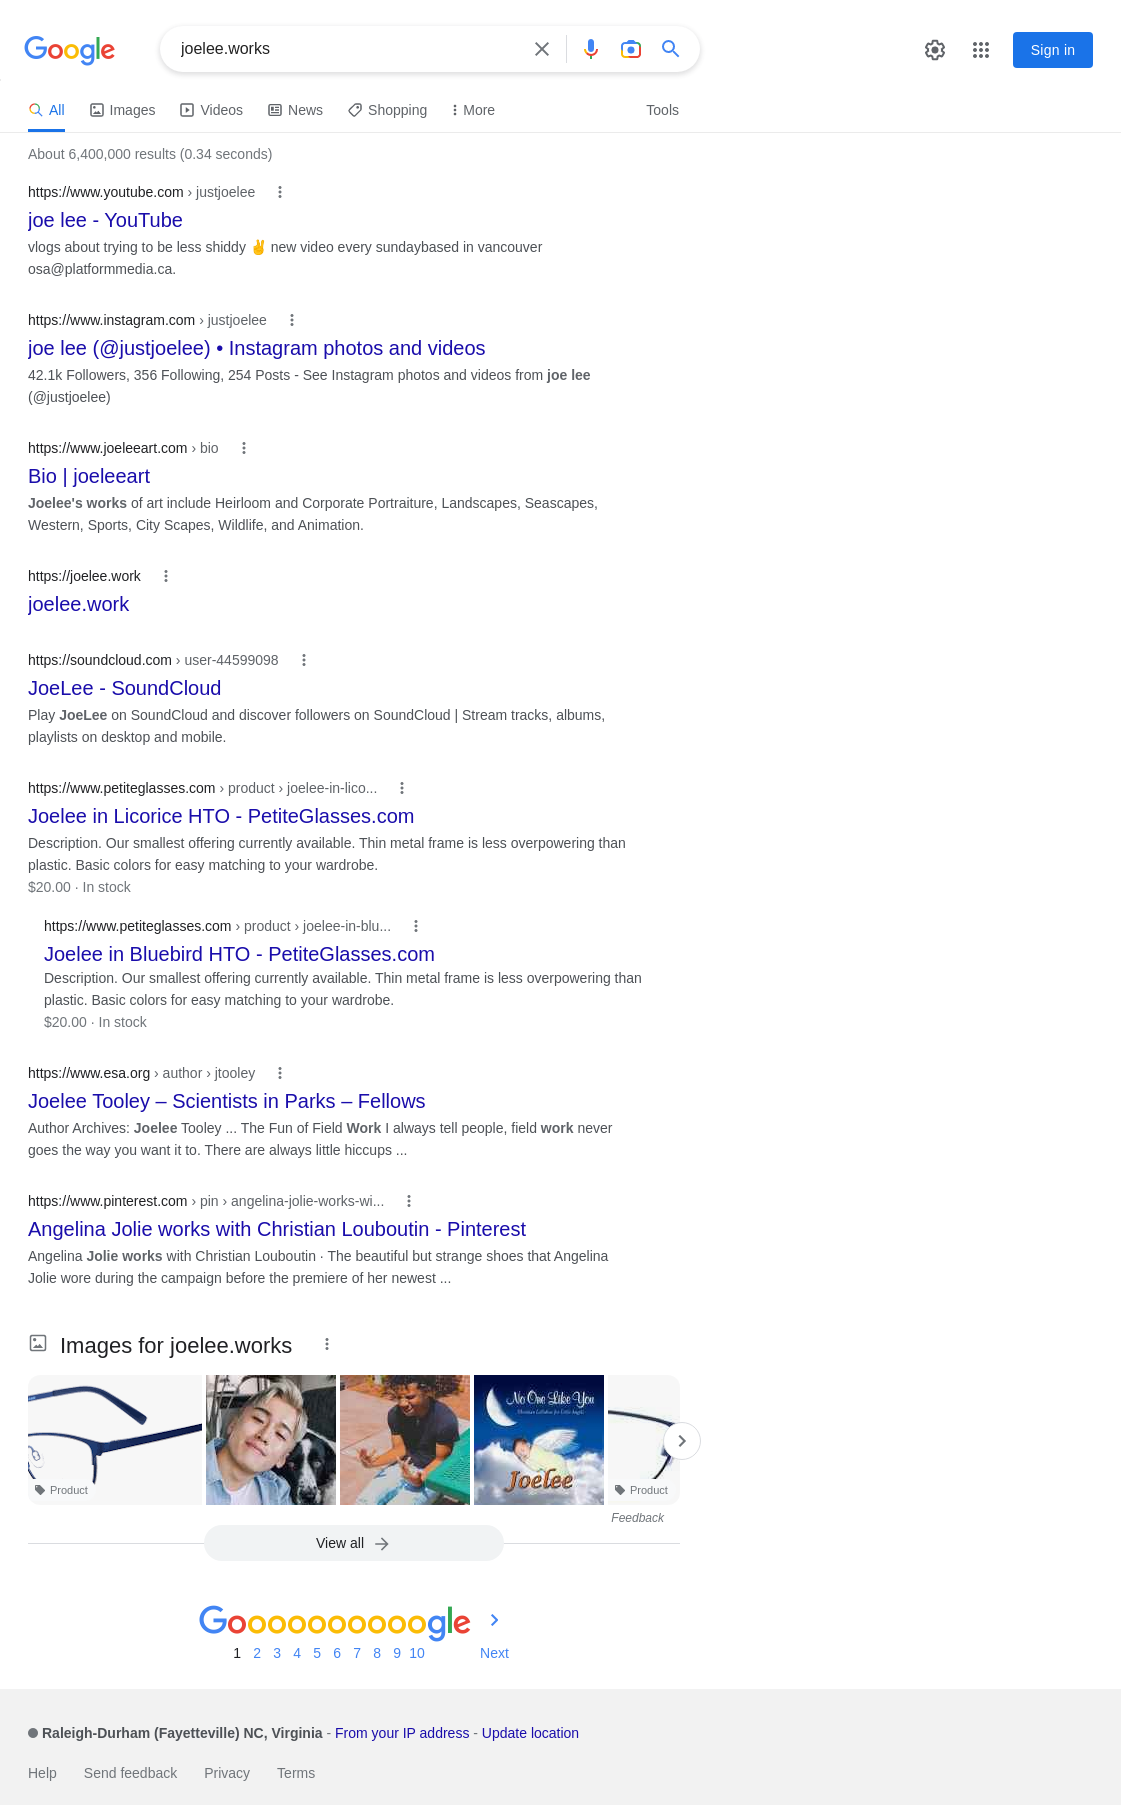 Google
joelee.works
Sign in
All
Images
Videos
News
Shopping
More
Tools
About 6,400,000 results (0.34 seconds)
https://www.youtube.com › justjoelee
joe lee - YouTube
vlogs about trying to be less shiddy ✌ new video every sundaybased in vancouver
osa@platformmedia.ca.
https://www.instagram.com › justjoelee
joe lee (@justjoelee) • Instagram photos and videos
42.1k Followers, 356 Following, 254 Posts - See Instagram photos and videos from joe lee
(@justjoelee)
https://www.joeleeart.com › bio
Bio | joeleeart
Joelee's works of art include Heirloom and Corporate Portraiture, Landscapes, Seascapes,
Western, Sports, City Scapes, Wildlife, and Animation.
https://joelee.work
joelee.work
https://soundcloud.com › user-44599098
JoeLee - SoundCloud
Play JoeLee on SoundCloud and discover followers on SoundCloud | Stream tracks, albums,
playlists on desktop and mobile.
https://www.petiteglasses.com › product › joelee-in-lico...
Joelee in Licorice HTO - PetiteGlasses.com
Description. Our smallest offering currently available. Thin metal frame is less overpowering than
plastic. Basic colors for easy matching to your wardrobe.
$20.00 · In stock
https://www.petiteglasses.com › product › joelee-in-blu...
Joelee in Bluebird HTO - PetiteGlasses.com
Description. Our smallest offering currently available. Thin metal frame is less overpowering than
plastic. Basic colors for easy matching to your wardrobe.
$20.00 · In stock
https://www.esa.org › author › jtooley
Joelee Tooley – Scientists in Parks – Fellows
Author Archives: Joelee Tooley ... The Fun of Field Work I always tell people, field work never
goes the way you want it to. There are always little hiccups ...
https://www.pinterest.com › pin › angelina-jolie-works-wi...
Angelina Jolie works with Christian Louboutin - Pinterest
Angelina Jolie works with Christian Louboutin · The beautiful but strange shoes that Angelina
Jolie wore during the campaign before the premiere of her newest ...
Images for joelee.works
No One Like You
Christian Lullabies for Little Angels
Joelee
Product
Product
Feedback
View all
Goooooooooogle
1 2 3 4 5 6 7 8 9 10 Next
Raleigh-Durham (Fayetteville) NC, Virginia - From your IP address - Update location
Help Send feedback Privacy Terms